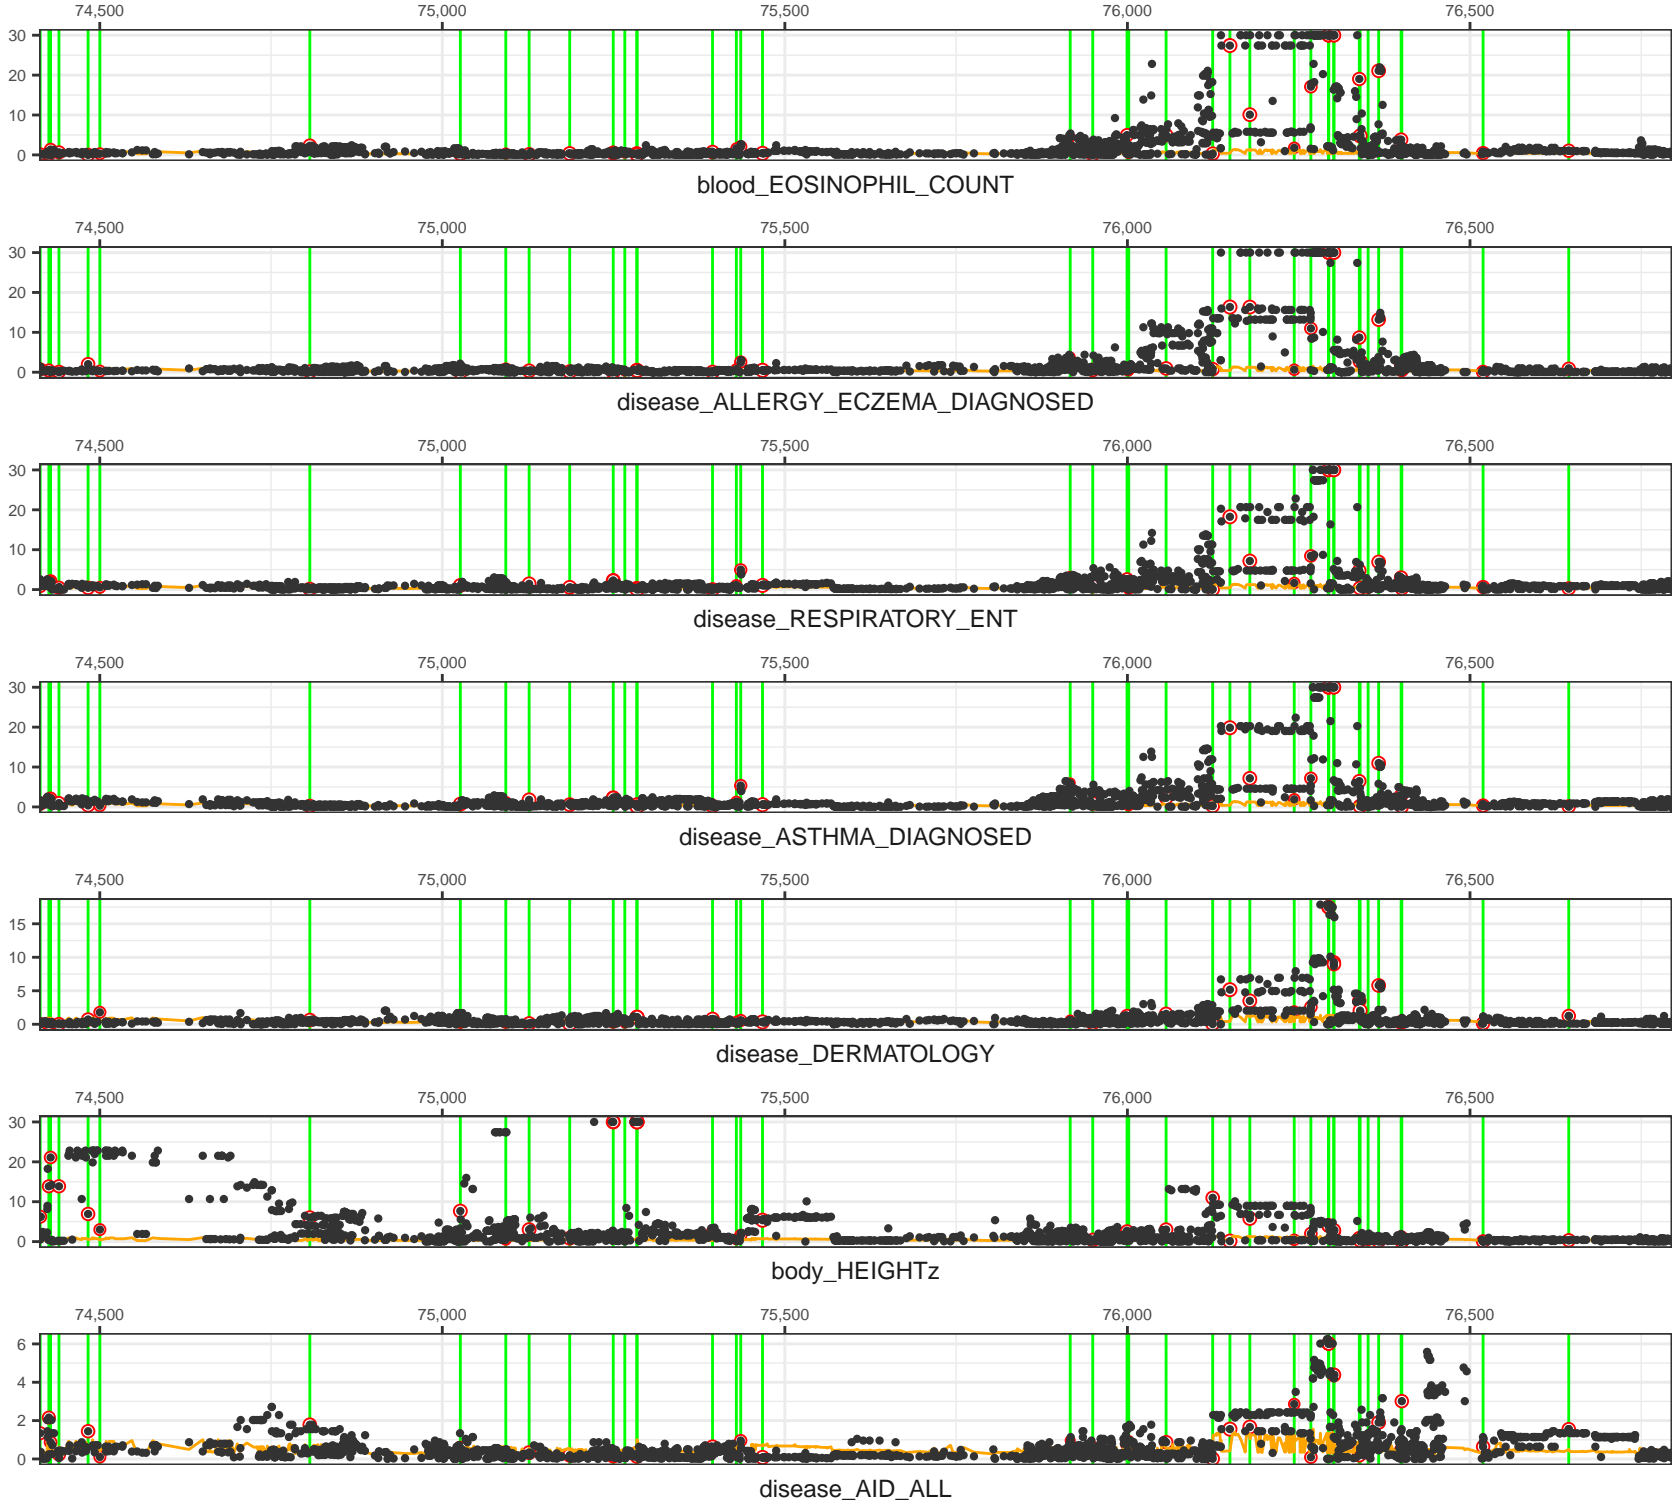 74,500 75,000 75,500 76,000 76,500
30
20
10
0
blood_EOSINOPHIL_COUNT
74,500 75,000 75,500 76,000 76,500
30
20
10
0
disease_ALLERGY_ECZEMA_DIAGNOSED
74,500 75,000 75,500 76,000 76,500
30
20
10
0
disease_RESPIRATORY_ENT
74,500 75,000 75,500 76,000 76,500
30
20
10
0
disease_ASTHMA_DIAGNOSED
74,500 75,000 75,500 76,000 76,500
15
10
5
0
disease_DERMATOLOGY
74,500 75,000 75,500 76,000 76,500
30
20
10
0
body_HEIGHTz
74,500 75,000 75,500 76,000 76,500
6
4
2
0
disease_AID_ALL